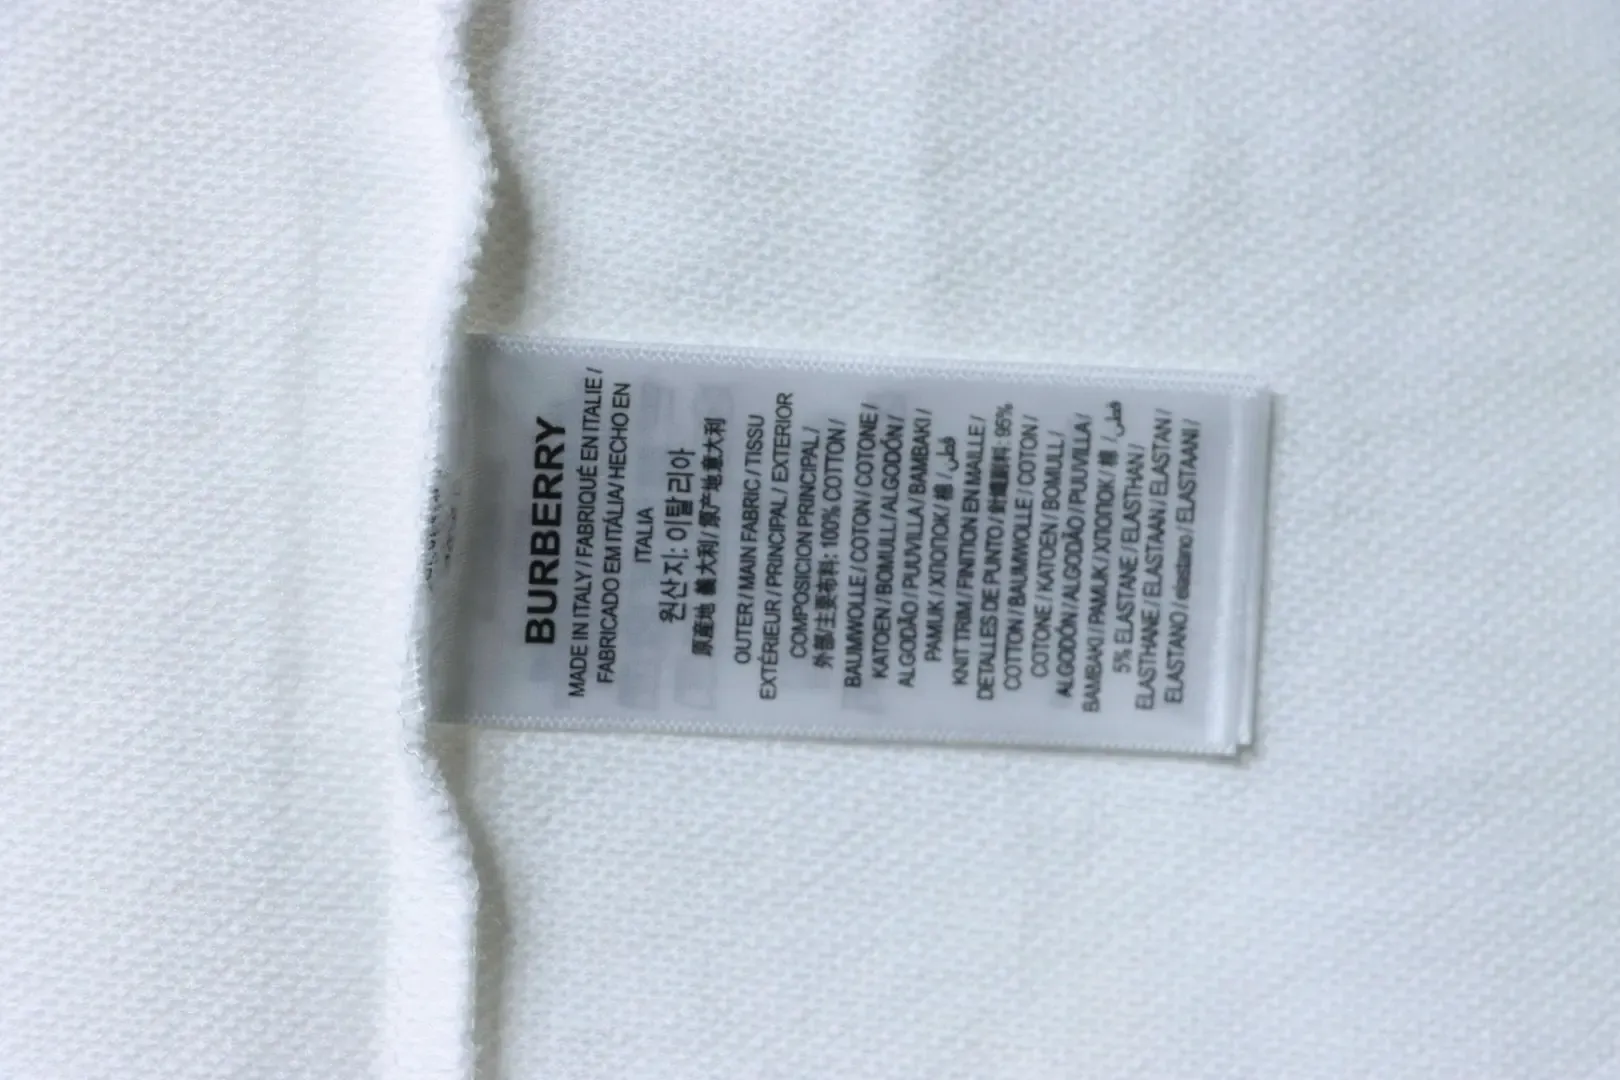 BURBERRY
MADE IN ITALY / FABRIQUÉ EN ITALIE /
FABRICADO EM ITÁLIA/ HECHO EN
ITALIA
원산지: 이탈리아
原産地 義大利/ 原产地意大利
OUTER / MAIN FABRIC / TISSU
EXTÉRIEUR / PRINCIPAL / EXTERIOR
COMPOSICION PRINCIPAL /
外部/主要布料: 100% COTTON /
BAUMWOLLE / COTON / COTONE /
KATOEN / BOMULL / ALGODÓN /
ALGODÃO / PUUVILLA / BAMBAKI /
PAMUK / ХЛОПОК / 棉 / قطن
KNIT TRIM / FINITION EN MAILLE /
DETALLES DE PUNTO / 針織副料: 95%
COTTON / BAUMWOLLE / COTON /
COTONE / KATOEN / BOMULL /
ALGODÓN / ALGODÃO / PUUVILLA /
BAMBAKI / PAMUK / ХЛОПОК / 棉 / قطن
5% ELASTANE / ELASTHAN /
ELASTHANE / ELASTAAN / ELASTAN /
ELASTANO / elastano / ELASTAANI /